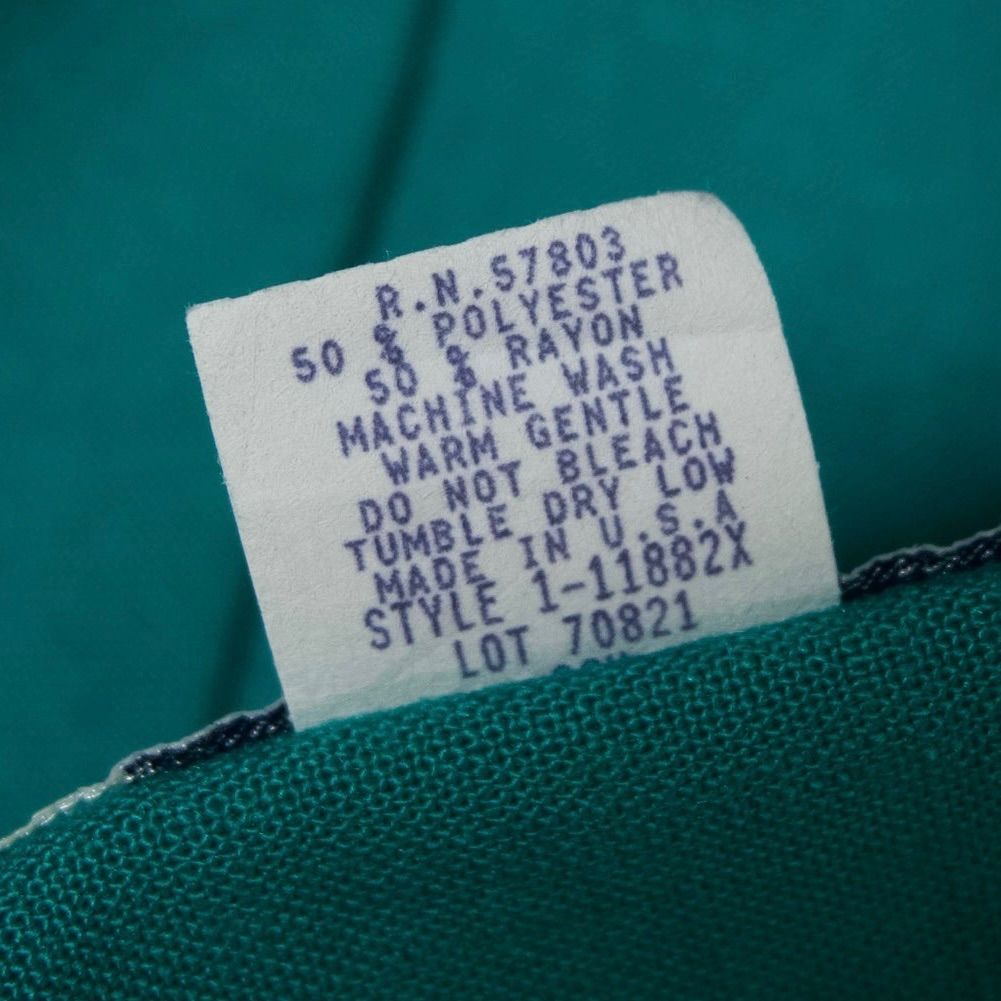 R.N.57803
50 % POLYESTER
50 % RAYON
MACHINE WASH
WARM GENTLE
DO NOT BLEACH
TUMBLE DRY LOW
MADE IN U.S.A
STYLE 1-11882X
LOT 70821